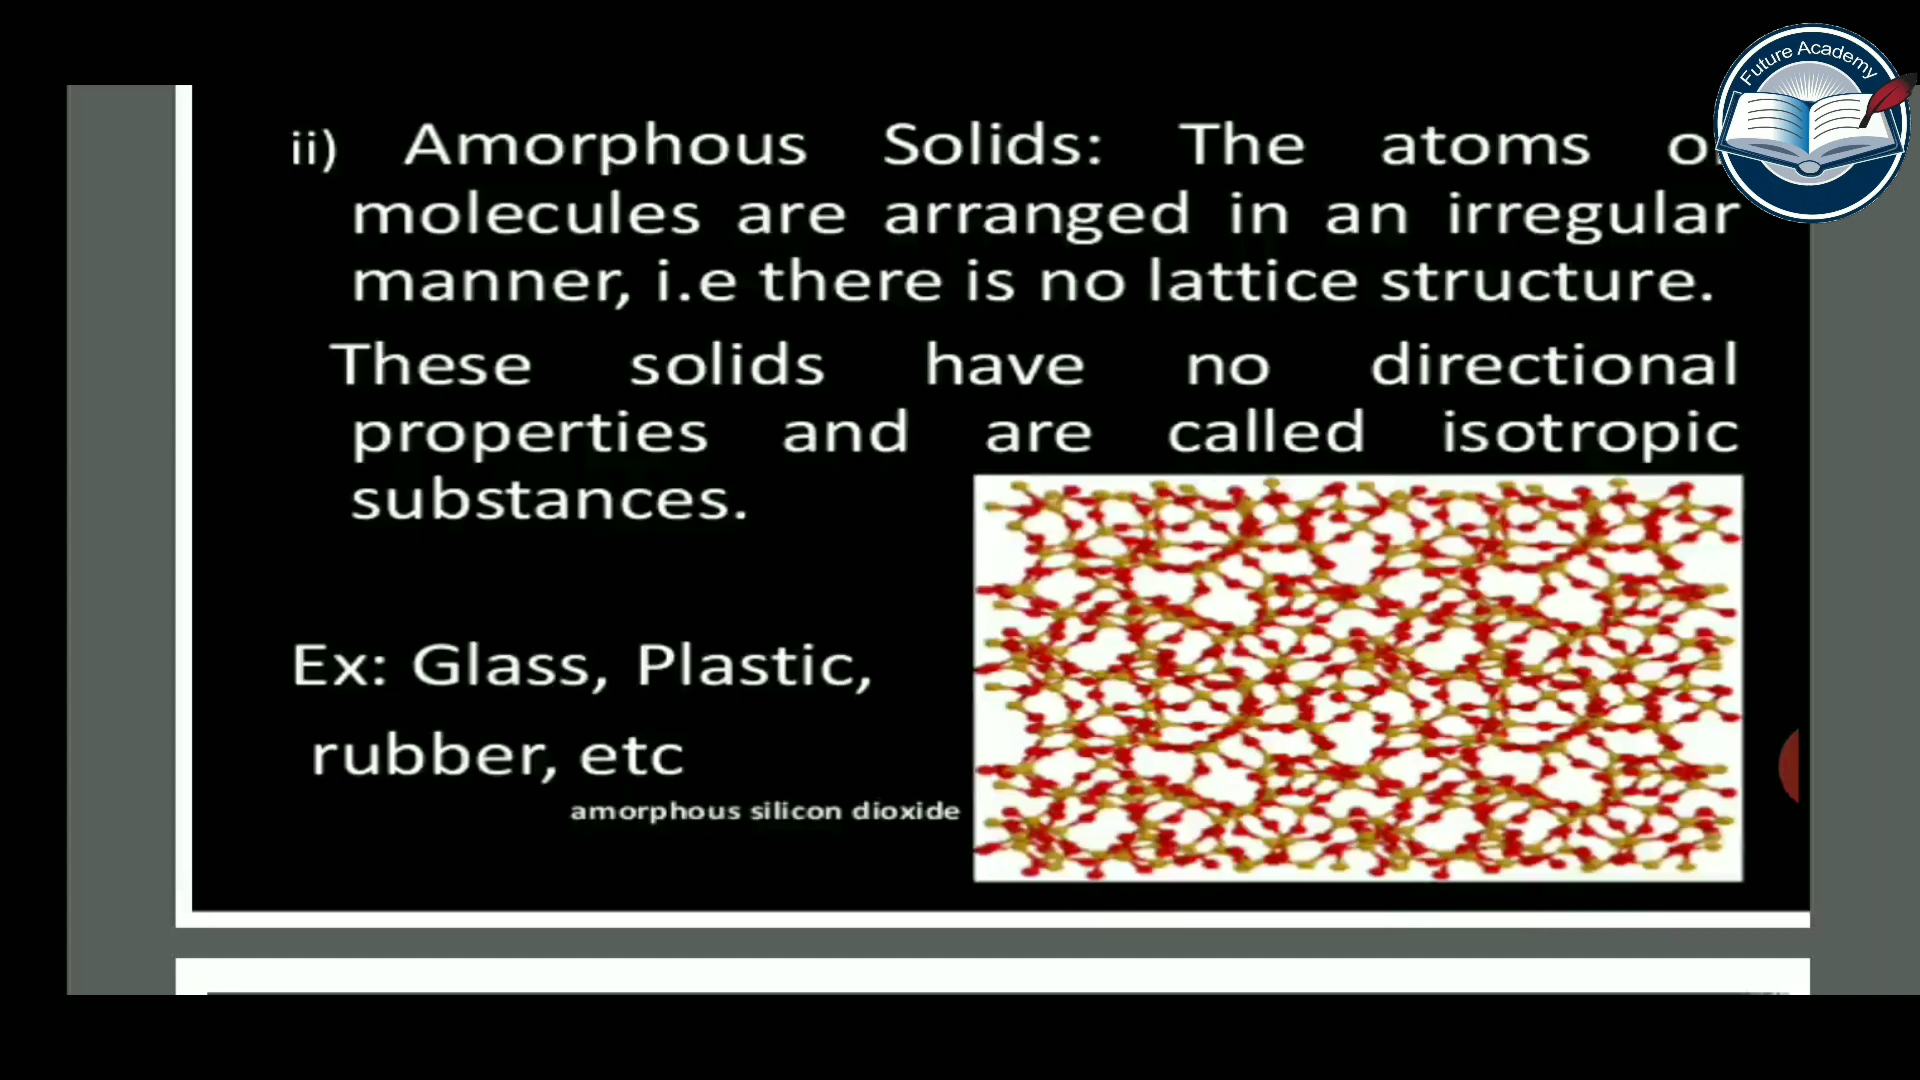 Future Academy
ii) Amorphous Solids: The atoms
molecules are arranged in an irregular
manner, i.e there is no lattice structure.
These solids have no directional
properties and are called isotropic
substances.
Ex: Glass, Plastic,
rubber, etc
amorphous silicon dioxide